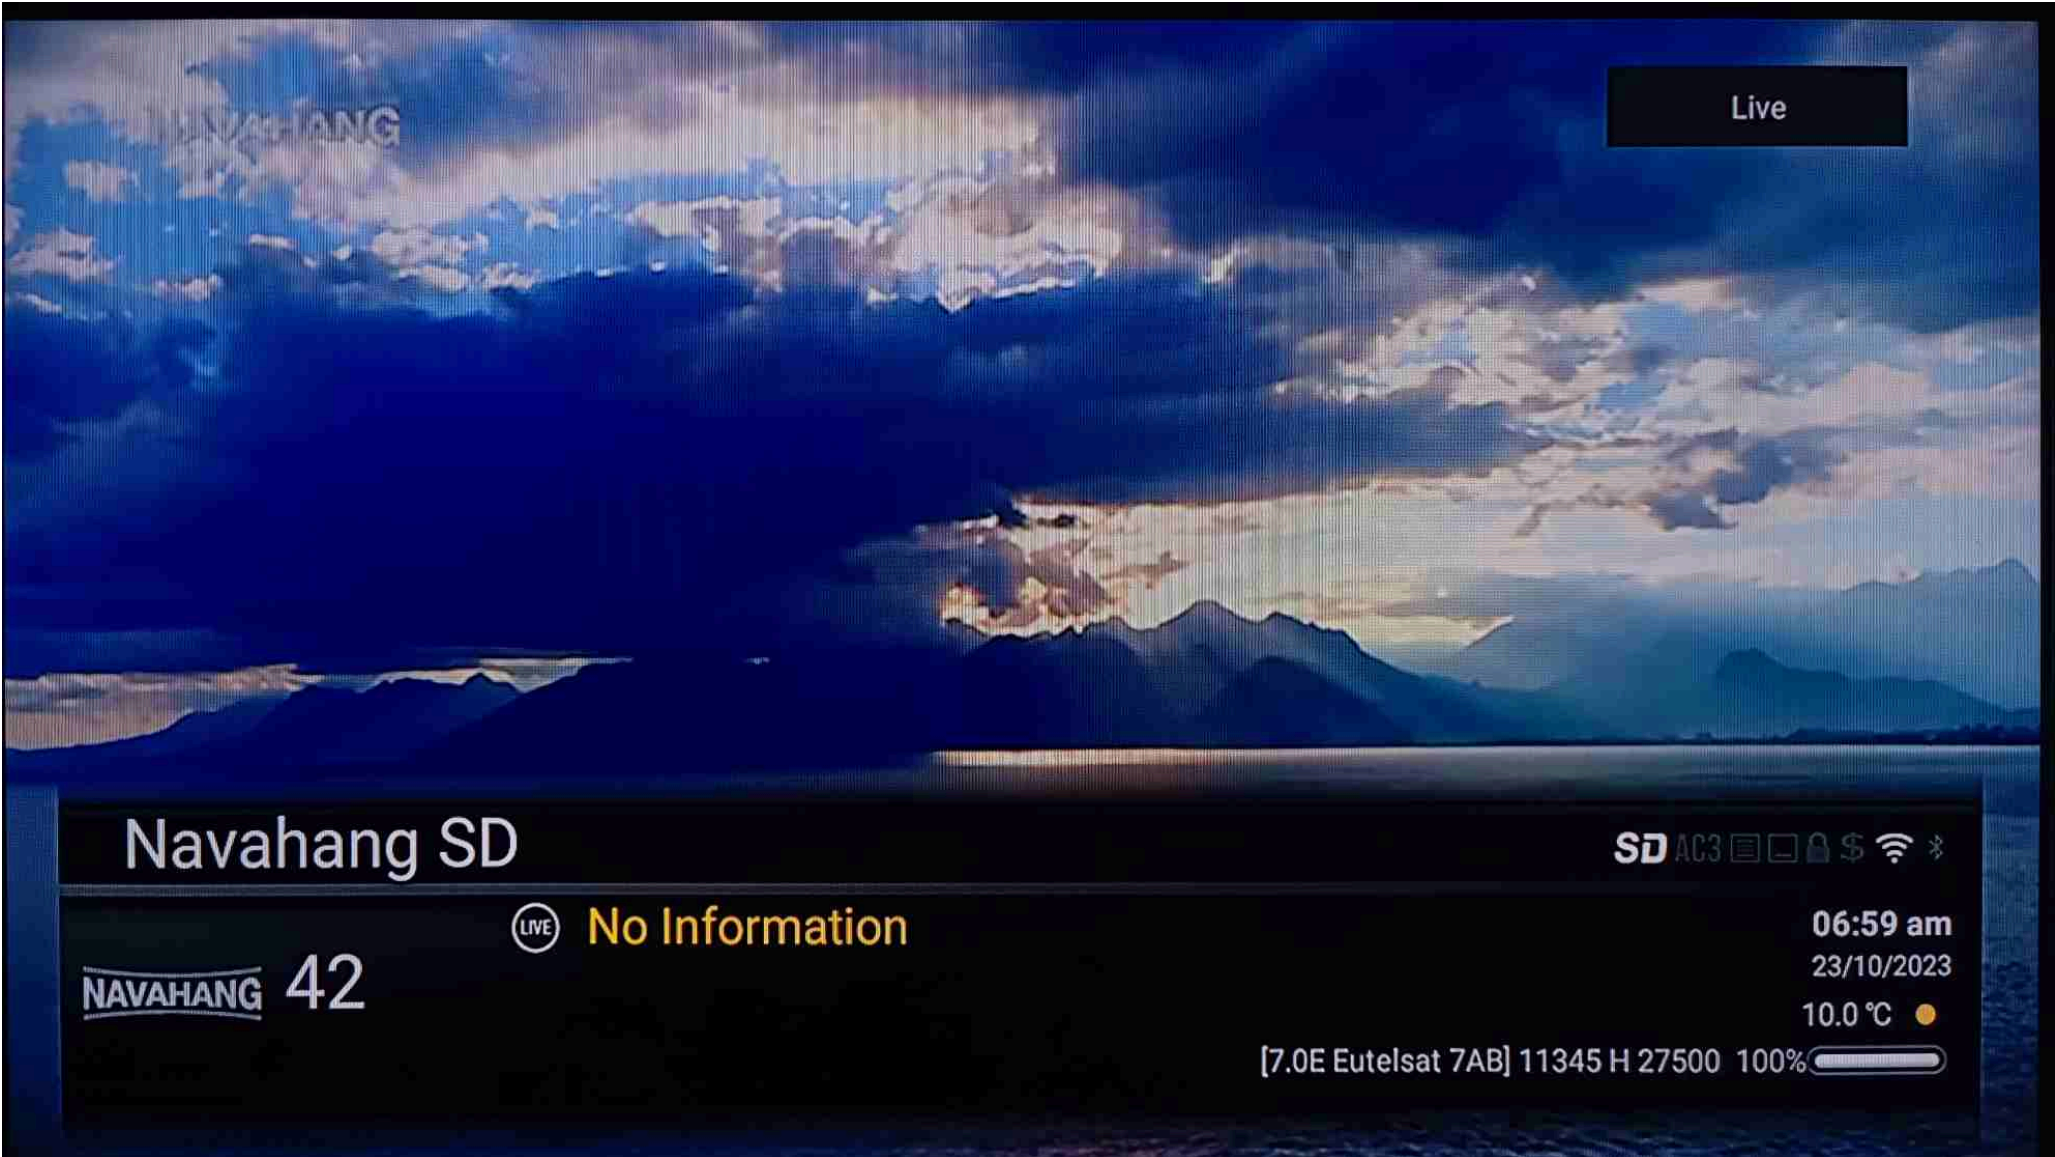 NAVAHANG
Live
Navahang SD
SD AC3 $
LIVE No Information
06:59 am
23/10/2023
NAVAHANG 42
10.0 °C
[7.0E Eutelsat 7AB] 11345 H 27500 100%